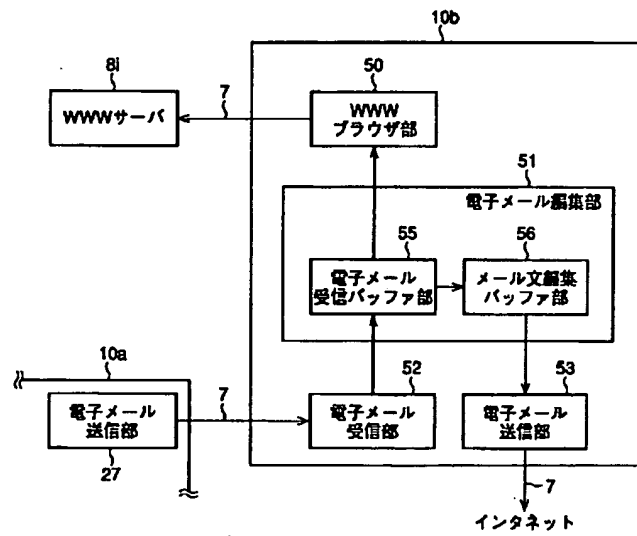 10b
8i
WWWサーバ
7
50
WWW
ブラウザ部
51
電子メール編集部
55
電子メール
受信バッファ部
56
メール文編集
バッファ部
10a
電子メール
送信部
27
7
52
電子メール
受信部
53
電子メール
送信部
7
インタネット